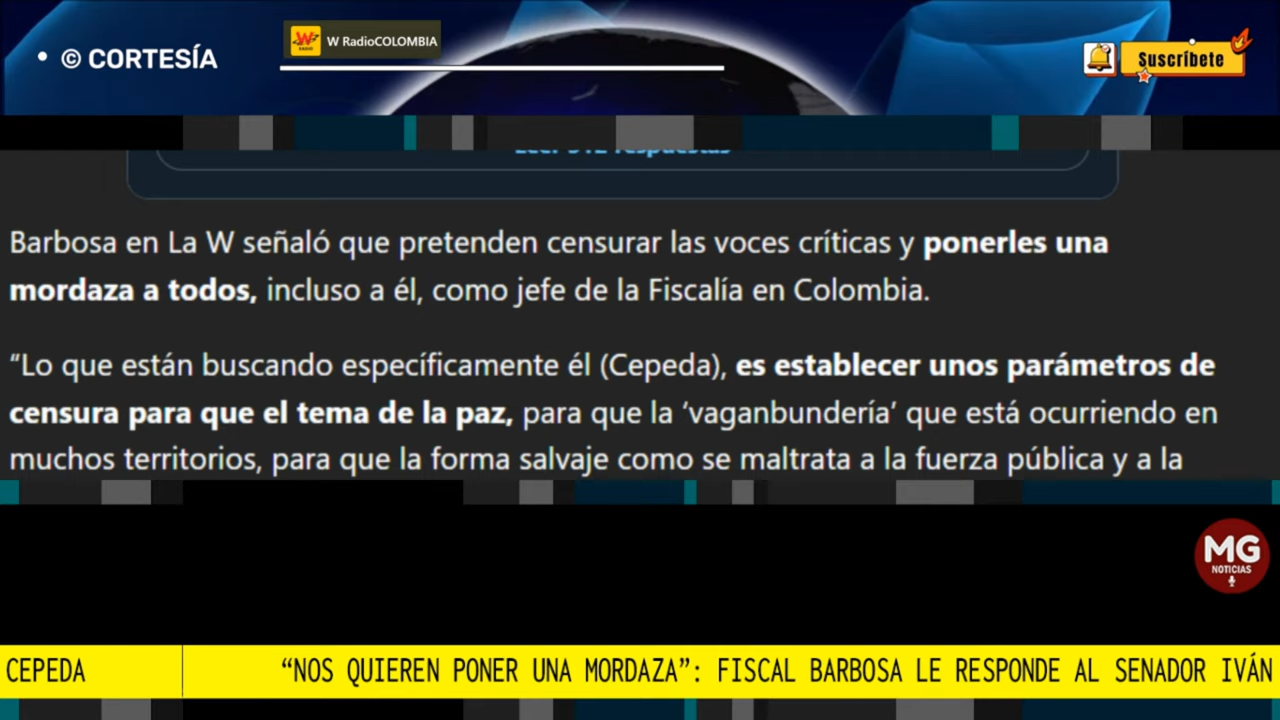 • © CORTESÍA
W RadioCOLOMBIA
Suscríbete
Barbosa en La W señaló que pretenden censurar las voces críticas y ponerles una
mordaza a todos, incluso a él, como jefe de la Fiscalía en Colombia.
“Lo que están buscando específicamente él (Cepeda), es establecer unos parámetros de
censura para que el tema de la paz, para que la ‘vaganbundería’ que está ocurriendo en
muchos territorios, para que la forma salvaje como se maltrata a la fuerza pública y a la
MG
NOTICIAS
CEPEDA “NOS QUIEREN PONER UNA MORDAZA”: FISCAL BARBOSA LE RESPONDE AL SENADOR IVÁN